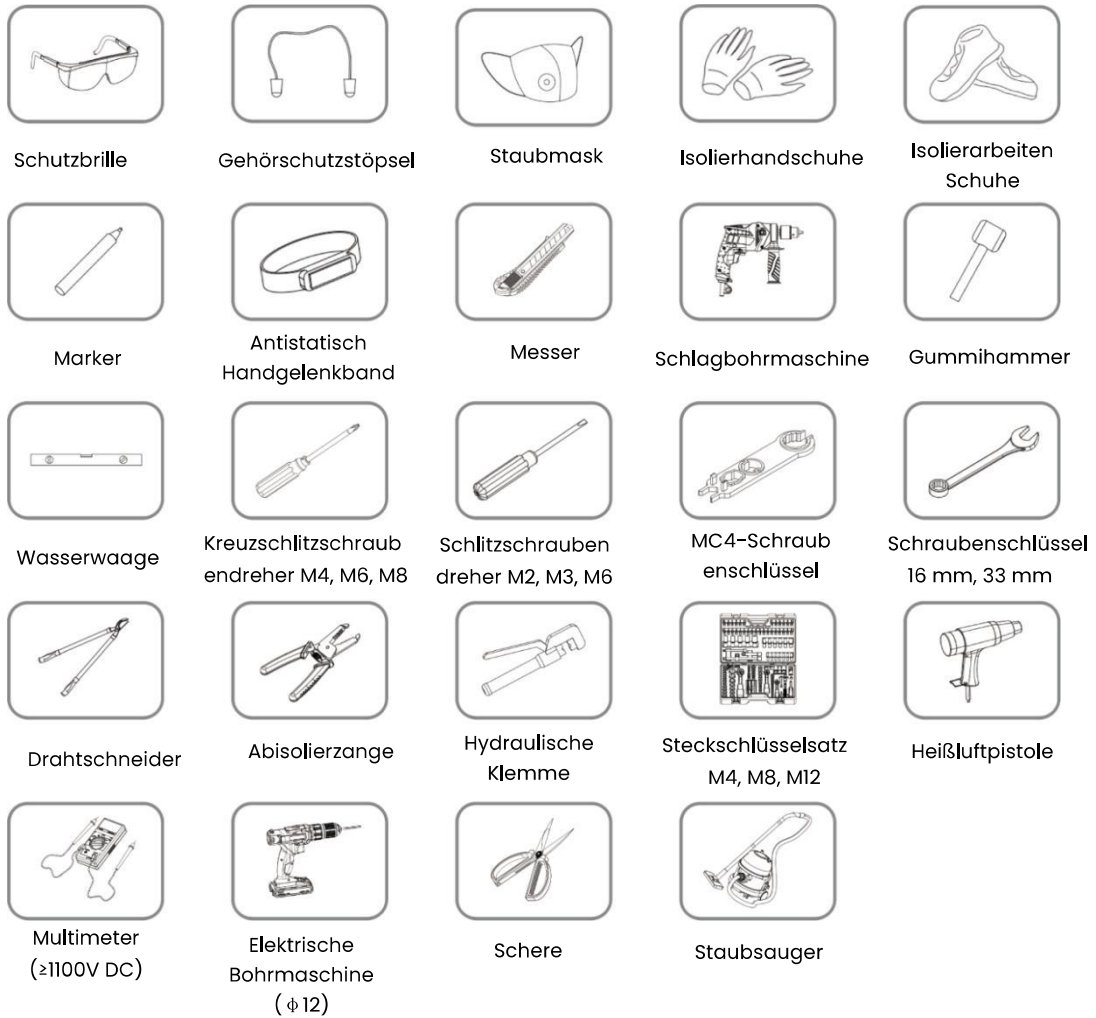 Schutzbrille
Gehörschutzstöpsel
Staubmask
Isolierhandschuhe
Isolierarbeiten
Schuhe
Marker
Antistatisch
Handgelenkband
Messer
Schlagbohrmaschine
Gummihammer
Wasserwaage
Kreuzschlitzschraub
endreher M4, M6, M8
Schlitzschrauben
dreher M2, M3, M6
MC4-Schraub
enschlüssel
Schraubenschlüssel
16 mm, 33 mm
Drahtschneider
Abisolierzange
Hydraulische
Klemme
Steckschlüsselsatz
M4, M8, M12
Heißluftpistole
Multimeter
(≥1100V DC)
Elektrische
Bohrmaschine
(ϕ12)
Schere
Staubsauger